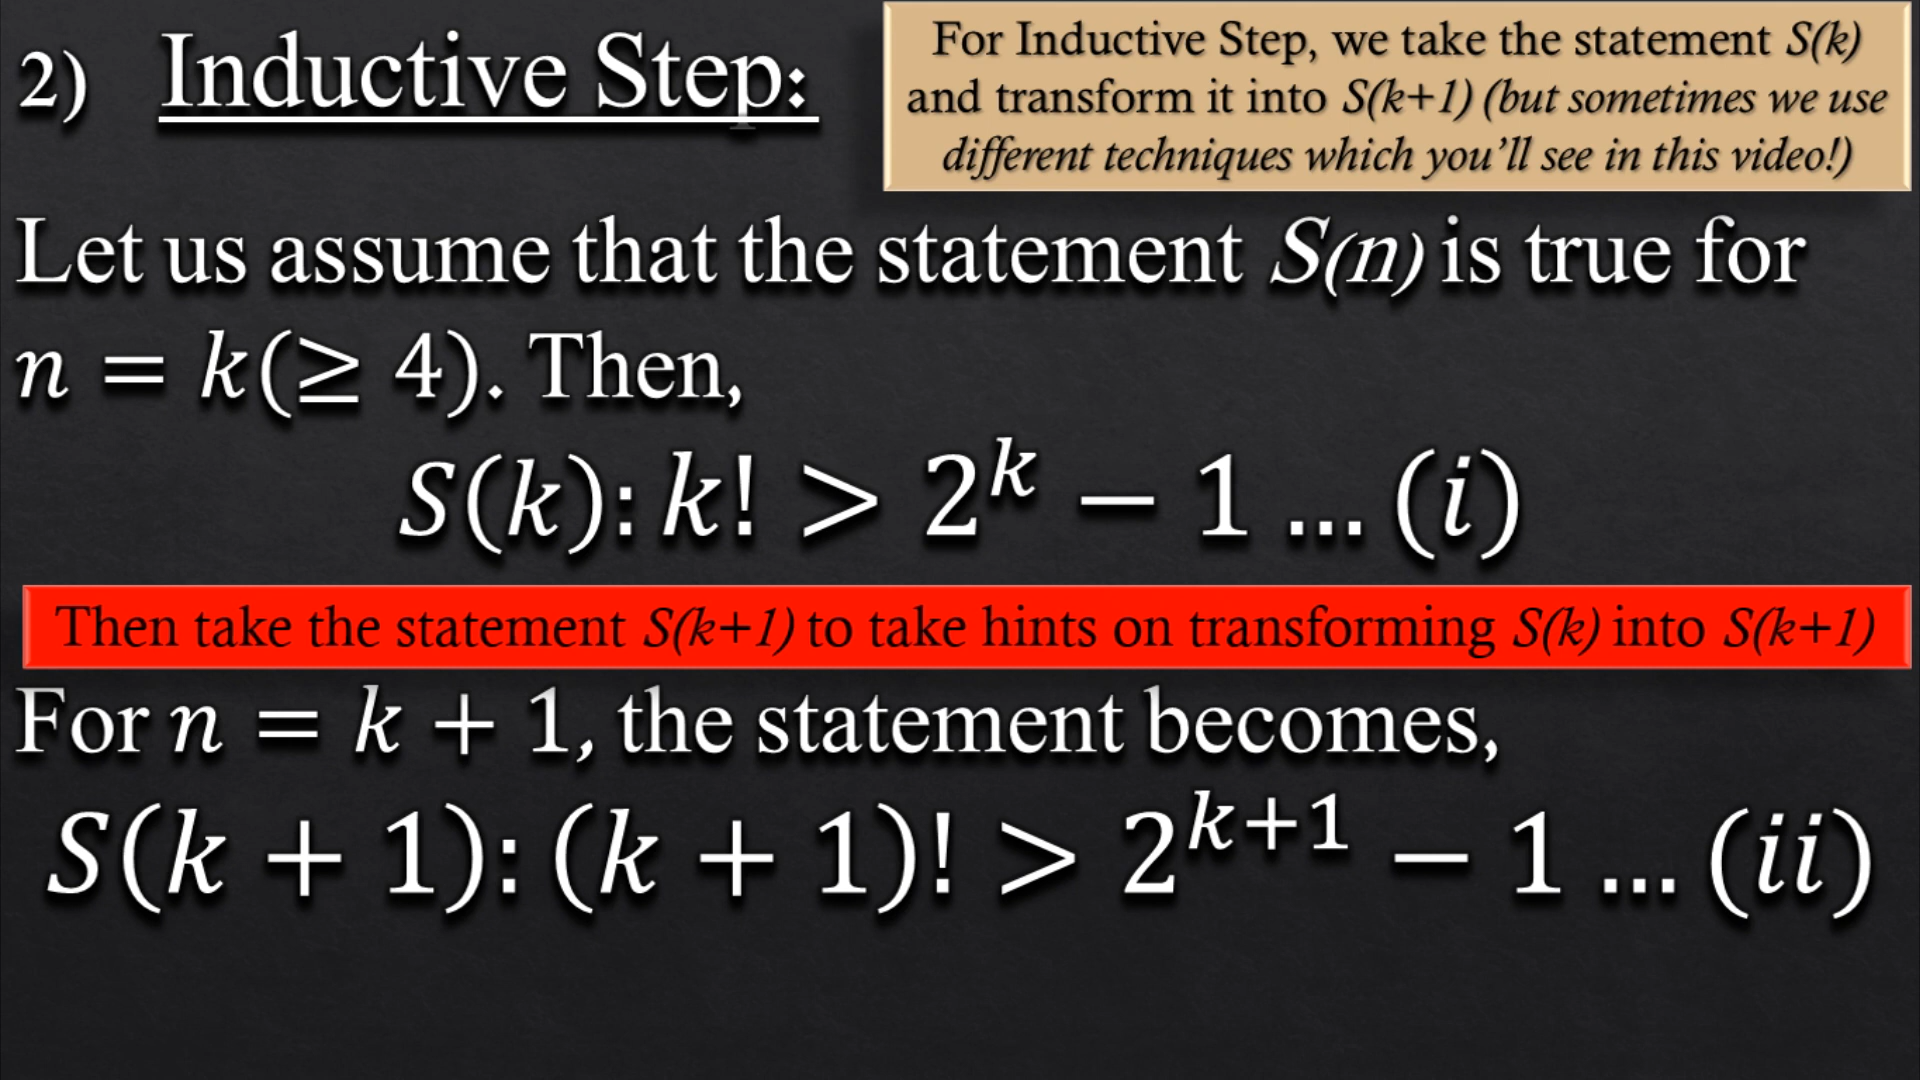 2) Inductive Step:
For Inductive Step, we take the statement S(k)
and transform it into S(k+1) (but sometimes we use
different techniques which you’ll see in this video!)
Let us assume that the statement S(n) is true for
n = k(≥ 4). Then,
S(k): k! > 2^k − 1 ... (i)
Then take the statement S(k+1) to take hints on transforming S(k) into S(k+1)
For n = k + 1, the statement becomes,
S(k + 1): (k + 1)! > 2^{k+1} − 1 ... (ii)